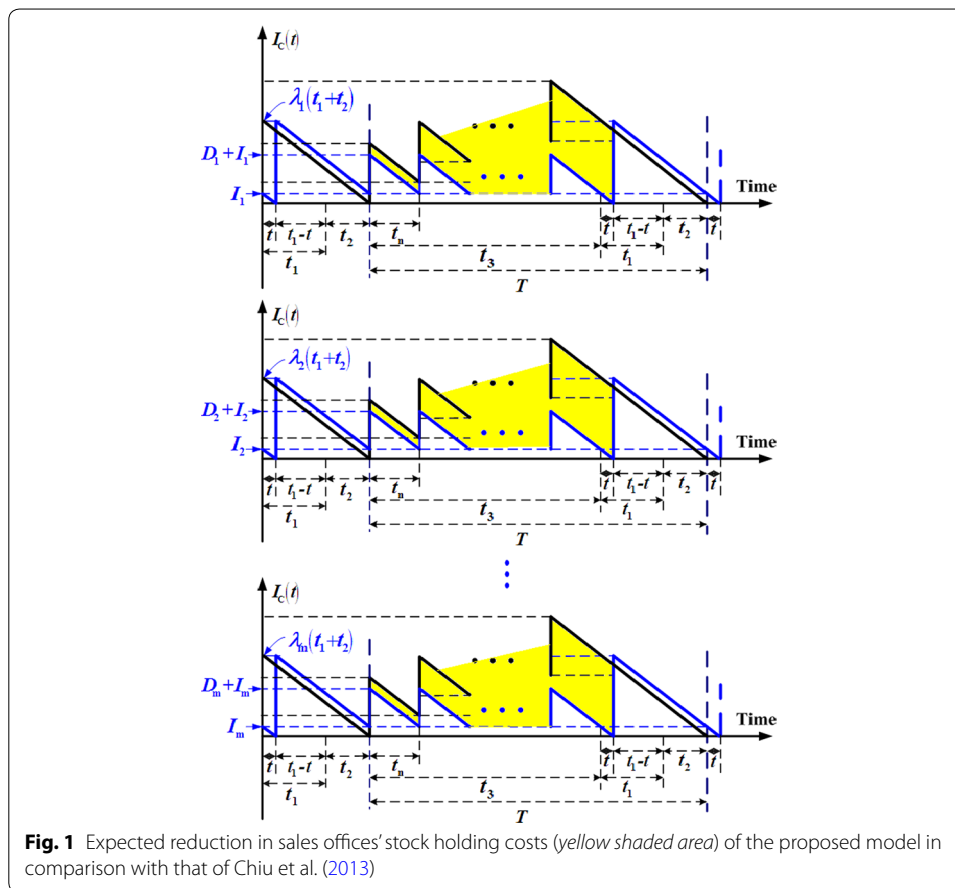 I_C(t)
λ_1(t_1+t_2)
D_1+I_1
I_1
Time
t t_1-t t_2 t_n t t_1-t t_2 t
t_1 t_3 t_1
T
I_C(t)
λ_2(t_1+t_2)
D_2+I_2
I_2
Time
t t_1-t t_2 t_n t t_1-t t_2 t
t_1 t_3 t_1
T
I_C(t)
λ_m(t_1+t_2)
D_m+I_m
I_m
Time
t t_1-t t_2 t_n t t_1-t t_2 t
t_1 t_3 t_1
T
Fig. 1 Expected reduction in sales offices' stock holding costs (yellow shaded area) of the proposed model in
comparison with that of Chiu et al. (2013)